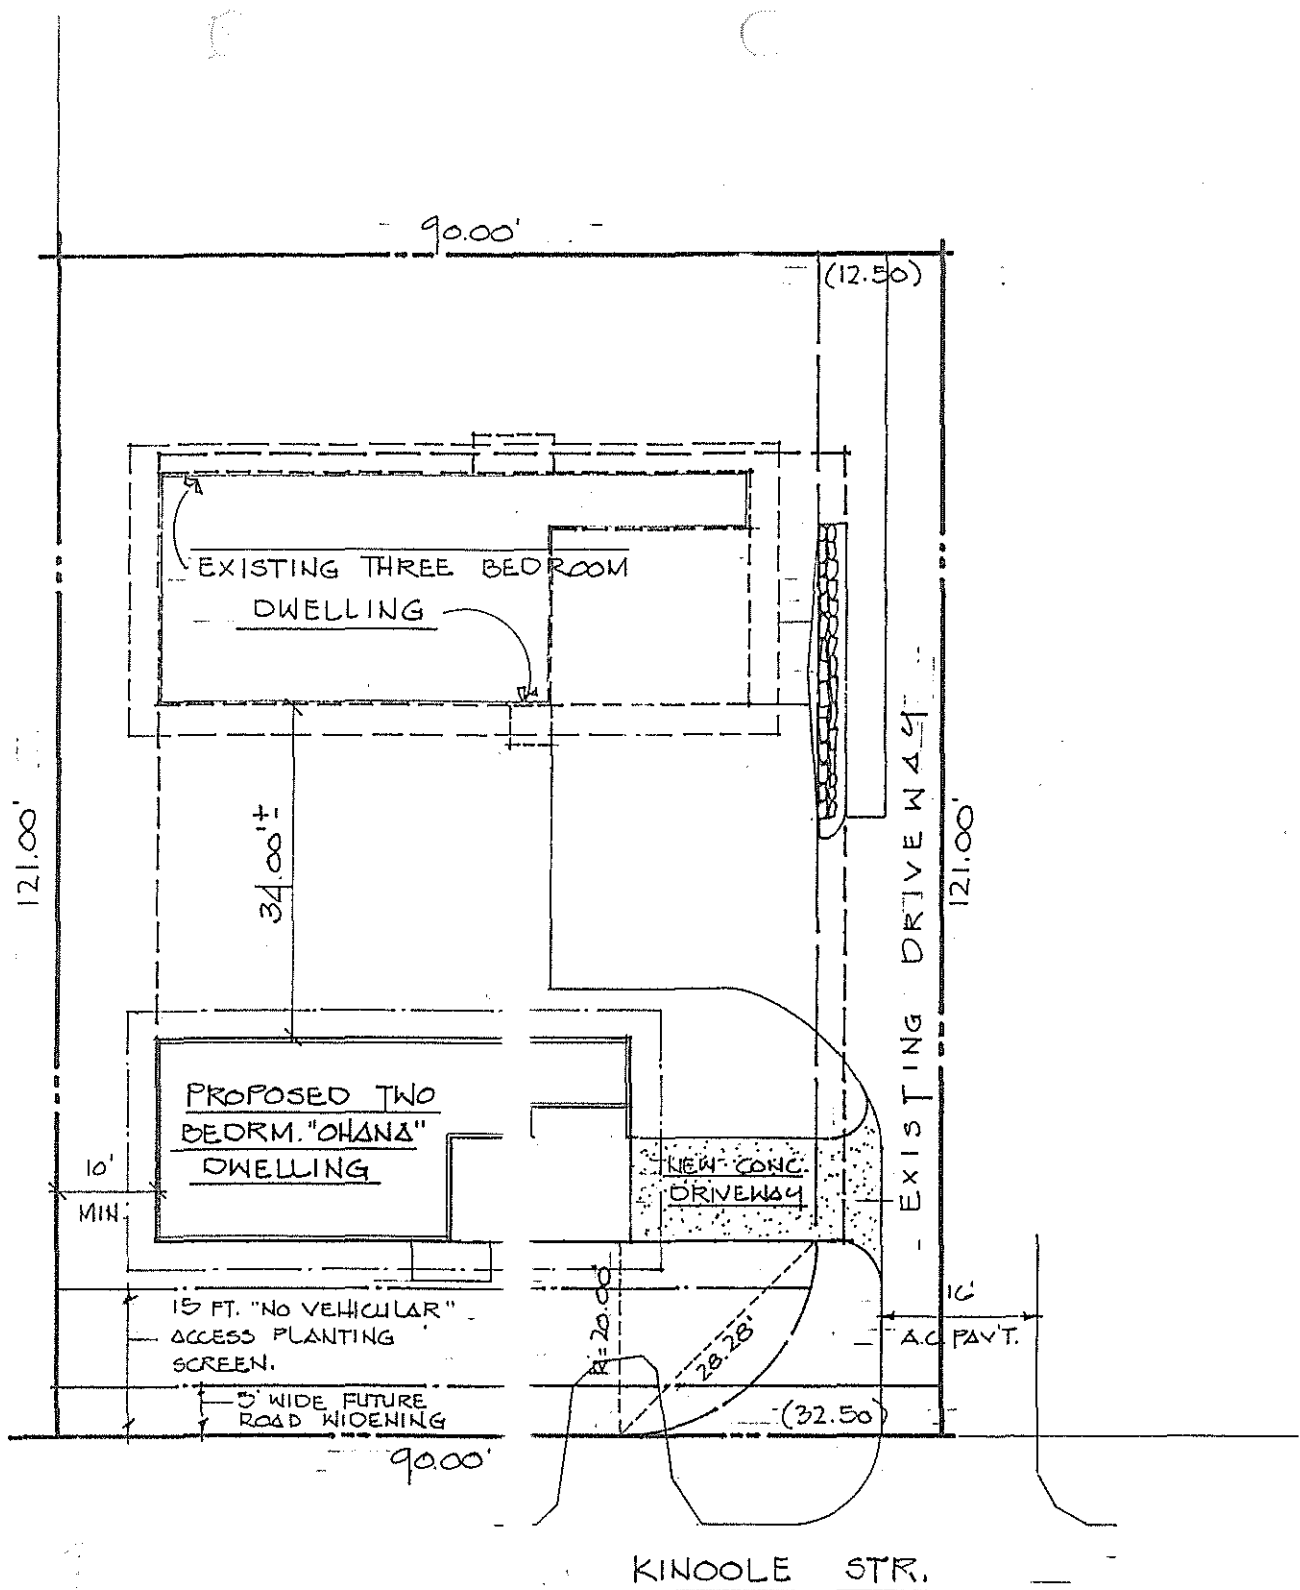 90.00'
(12.50)
EXISTING THREE BEDROOM
DWELLING
121.00'
34.00'±
121.00'
EXISTING DRIVEWAY
PROPOSED TWO
BEDRM. "OHANA"
DWELLING
10'
MIN.
NEW CONC.
DRIVEWAY
R=20.00'
28.28'
16'
A.C. PAV'T.
15 FT. "NO VEHICULAR"
ACCESS PLANTING
SCREEN.
5' WIDE FUTURE
ROAD WIDENING
(32.50)
90.00'
KINOOLE STR.